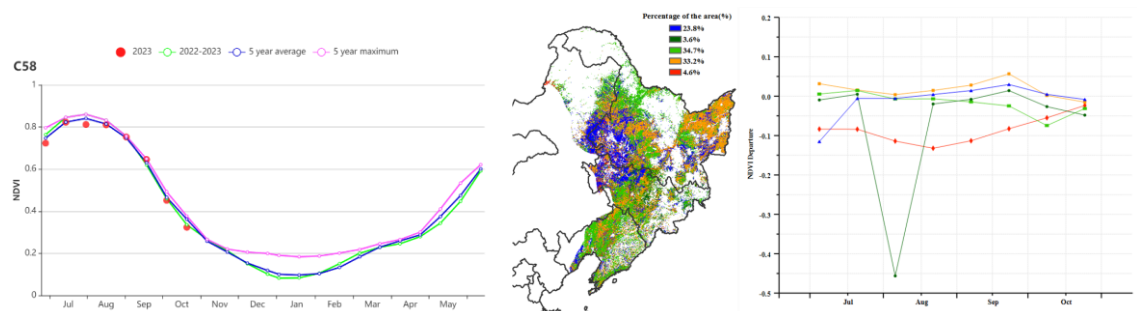 2023 2022-2023 5 year average 5 year maximum
C58
NDVI
1
0.8
0.6
0.4
0.2
0
Jul Aug Sep Oct Nov Dec Jan Feb Mar Apr May
Percentage of the area(%)
23.8%
3.6%
34.7%
33.2%
4.6%
NDVI Departure
0.2
0.1
0.0
-0.1
-0.2
-0.3
-0.4
-0.5
Jul Aug Sep Oct